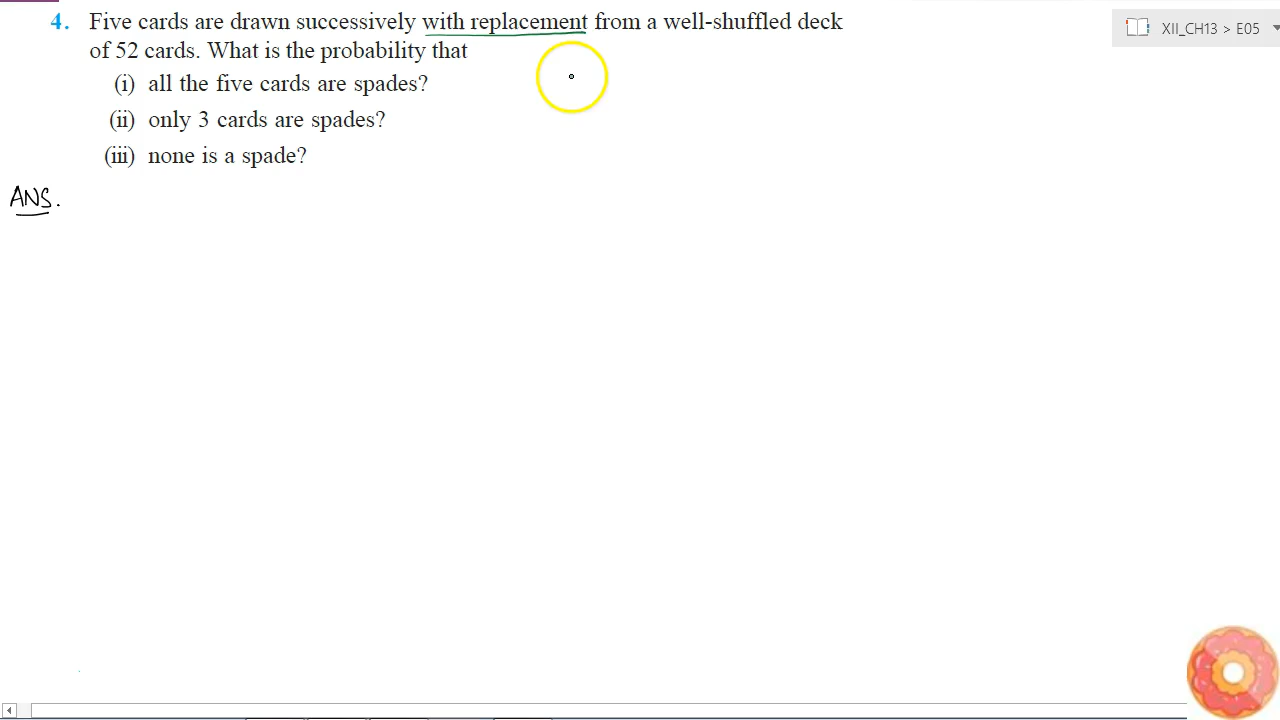 4. Five cards are drawn successively with replacement from a well-shuffled deck
of 52 cards. What is the probability that
(i) all the five cards are spades?
(ii) only 3 cards are spades?
(iii) none is a spade?
ANS.
XII_CH13 > E05